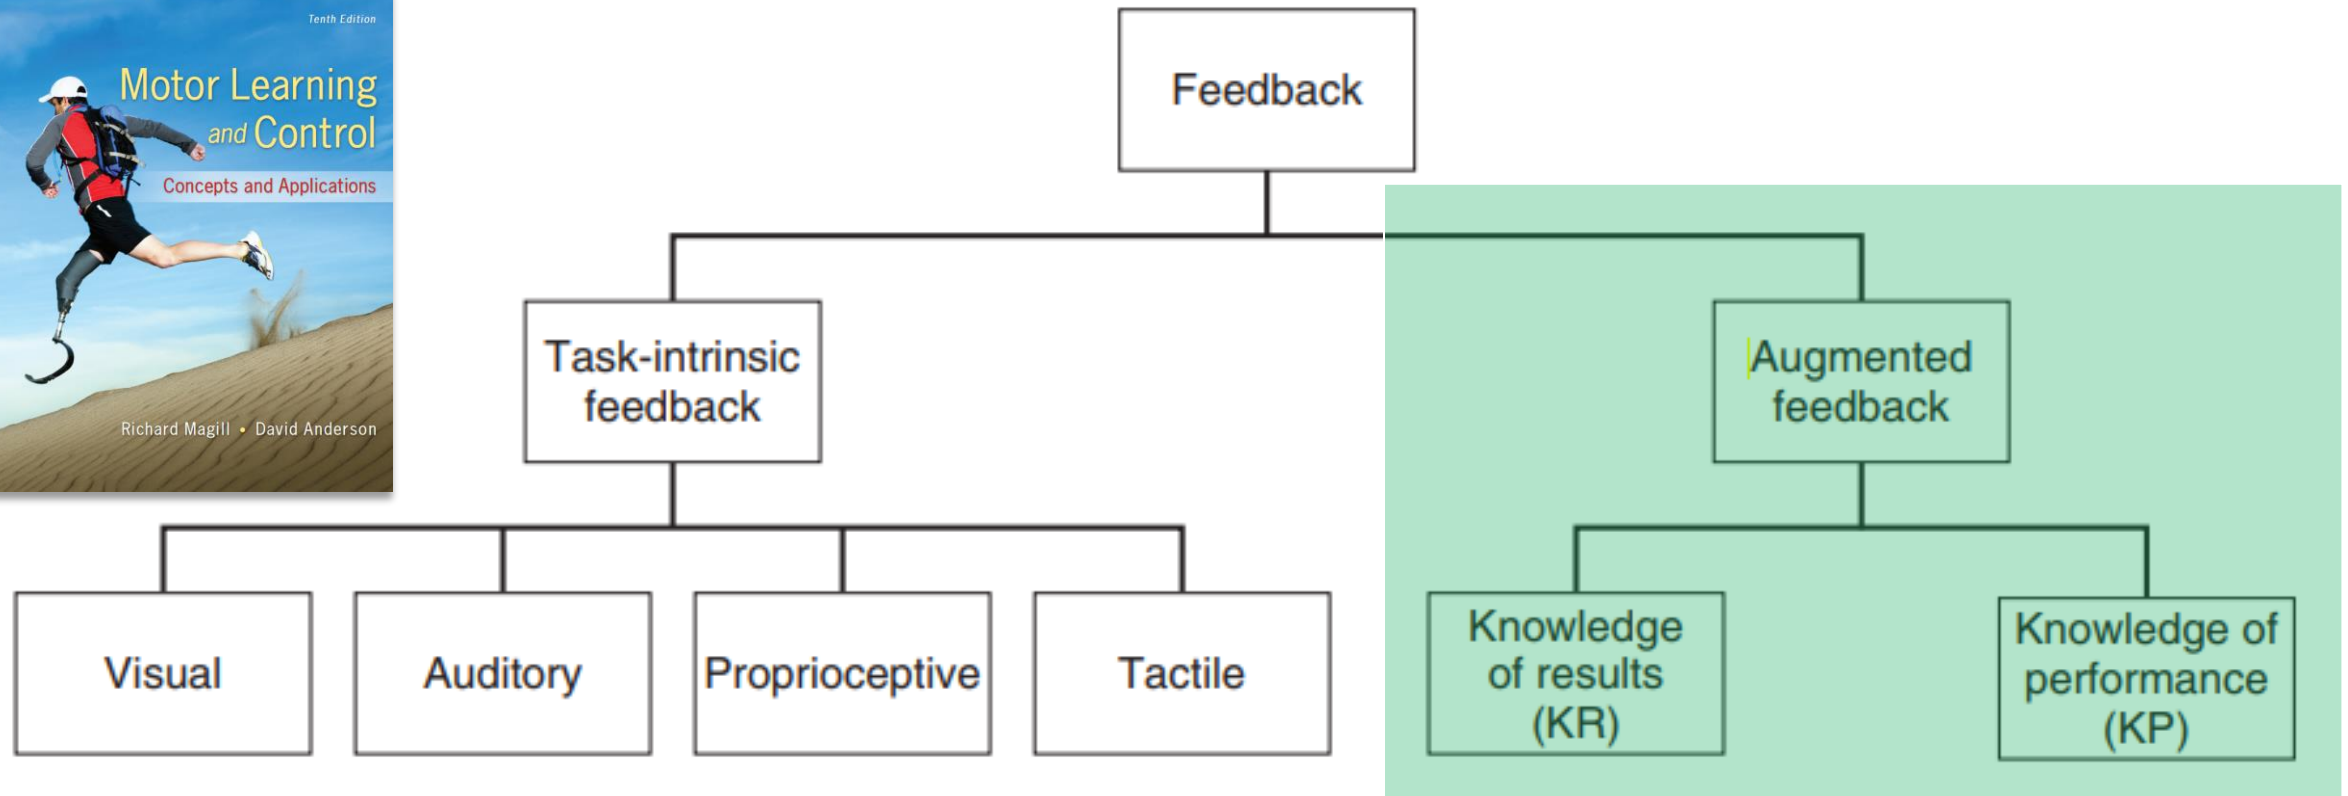 Tenth Edition
Motor Learning
and Control
Concepts and Applications
Richard Magill • David Anderson
Feedback
Task-intrinsic
feedback
Augmented
feedback
Visual
Auditory
Proprioceptive
Tactile
Knowledge
of results
(KR)
Knowledge of
performance
(KP)